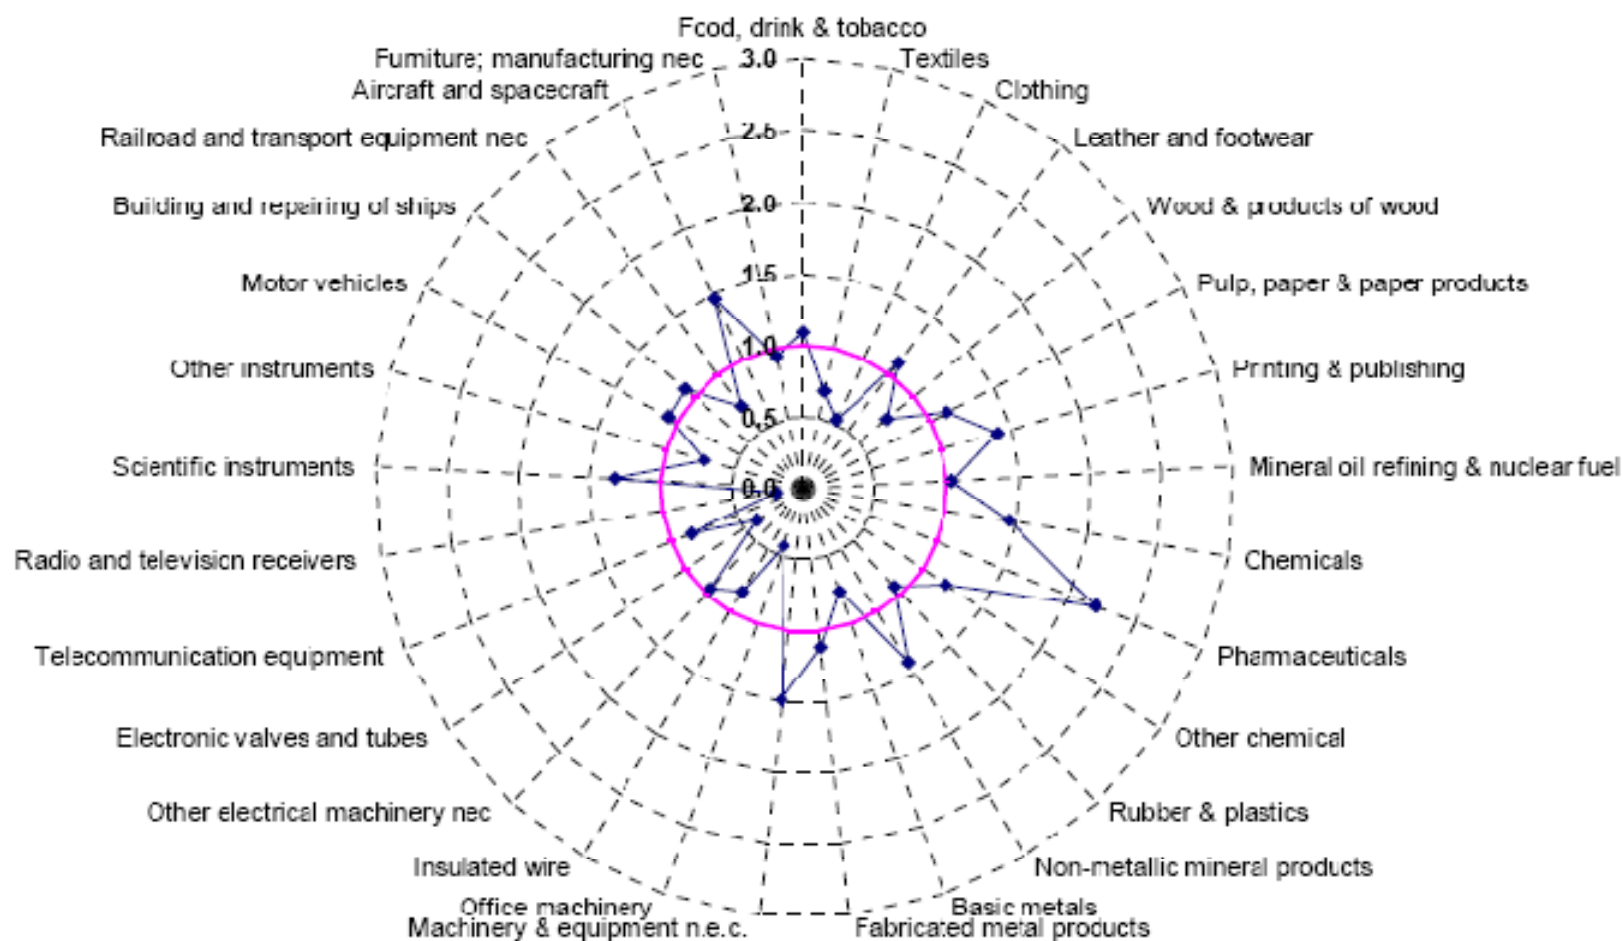 Food, drink & tobacco
Furniture; manufacturing nec
3.0
Textiles
Aircraft and spacecraft
Clothing
Railroad and transport equipment nec
2.5
Leather and footwear
Building and repairing of ships
2.0
Wood & products of wood
Motor vehicles
1.5
Pulp, paper & paper products
Other instruments
1.0
Printing & publishing
0.5
Scientific instruments
0.0
Mineral oil refining & nuclear fuel
Radio and television receivers
Chemicals
Telecommunication equipment
Pharmaceuticals
Electronic valves and tubes
Other chemical
Other electrical machinery nec
Rubber & plastics
Insulated wire
Non-metallic mineral products
Office machinery
Basic metals
Machinery & equipment n.e.c.
Fabricated metal products